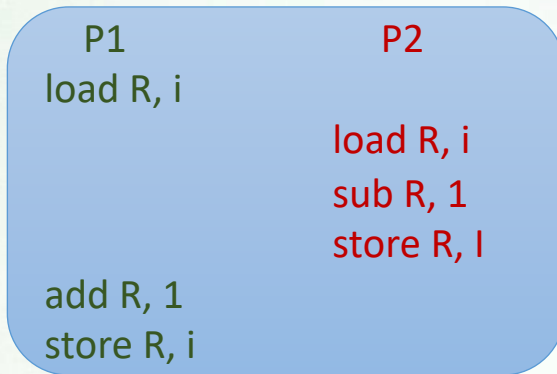 P1 P2
load R, i
load R, i
sub R, 1
store R, I
add R, 1
store R, i